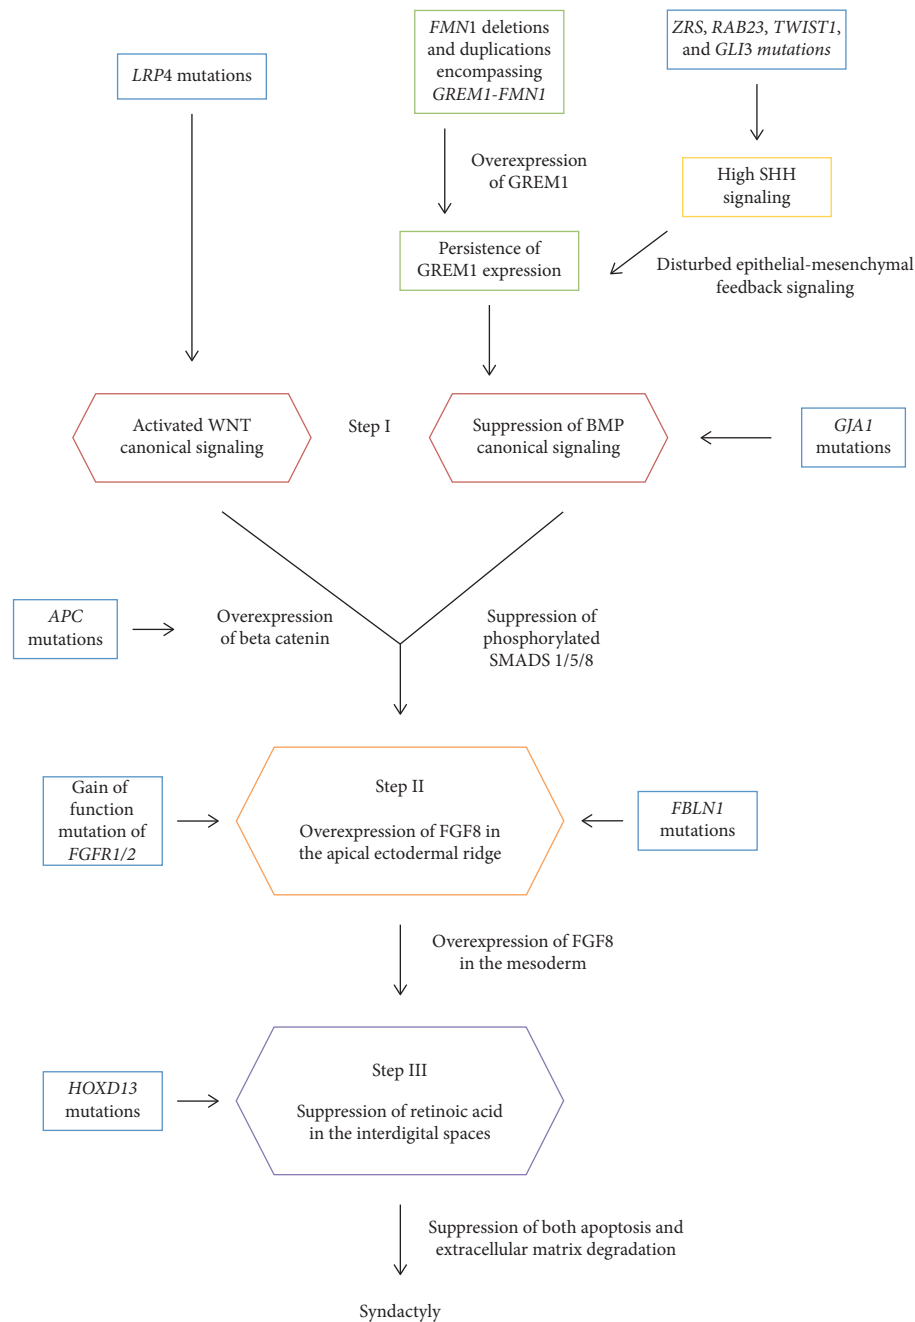 LRP4 mutations
FMN1 deletions
and duplications
encompassing
GREM1-FMN1
ZRS, RAB23, TWIST1,
and GLI3 mutations
Overexpression
of GREM1
High SHH
signaling
Persistence of
GREM1 expression
Disturbed epithelial-mesenchymal
feedback signaling
Activated WNT
canonical signaling
Step I
Suppression of BMP
canonical signaling
GJA1
mutations
APC
mutations
Overexpression
of beta catenin
Suppression of
phosphorylated
SMADS 1/5/8
Gain of
function
mutation of
FGFR1/2
Step II
Overexpression of FGF8 in
the apical ectodermal ridge
FBLN1
mutations
Overexpression of FGF8
in the mesoderm
HOXD13
mutations
Step III
Suppression of retinoic acid
in the interdigital spaces
Suppression of both apoptosis and
extracellular matrix degradation
Syndactyly